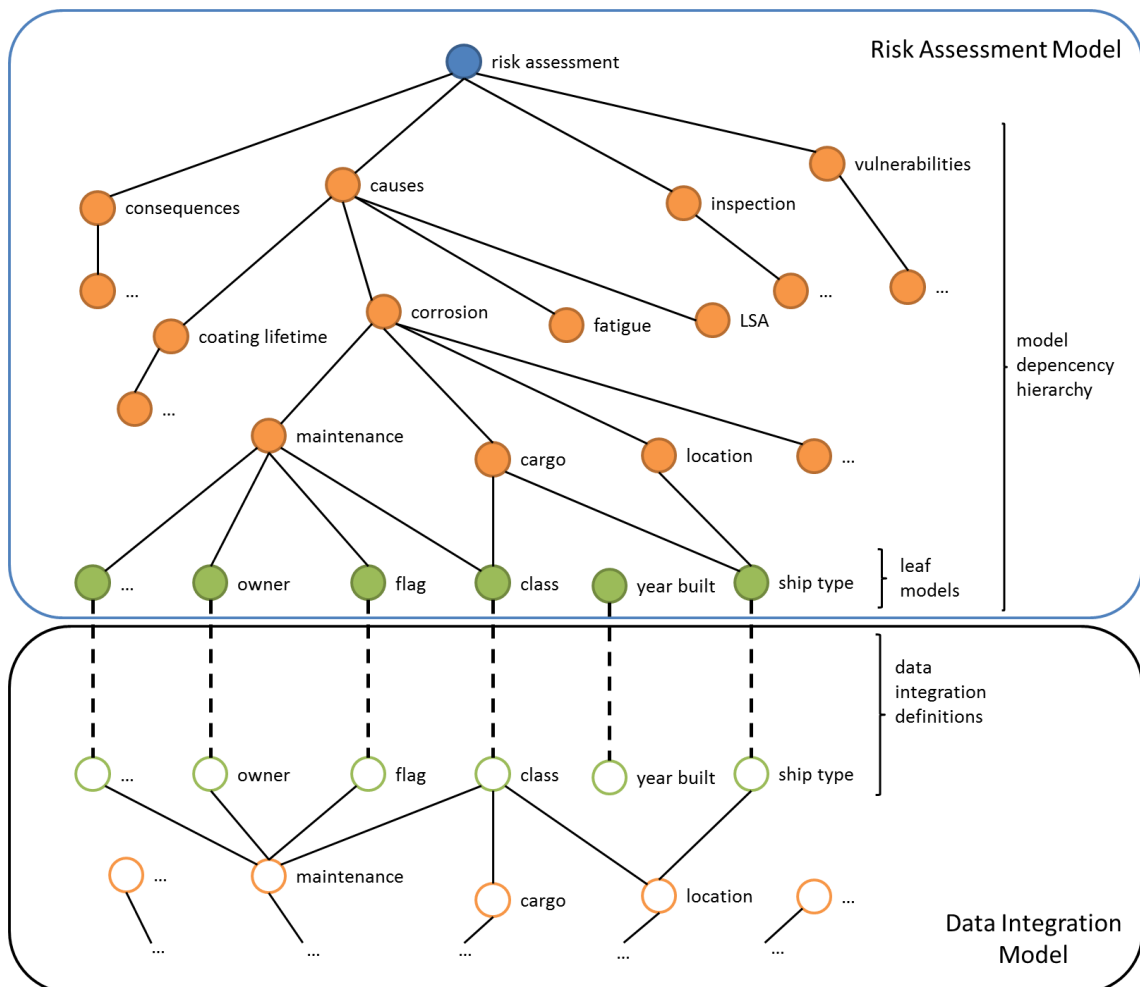 Risk Assessment Model
risk assessment
vulnerabilities
causes
inspection
consequences
...
...
...
corrosion
LSA
fatigue
coating lifetime
model
depencency
hierarchy
...
maintenance
cargo
location
...
...
owner
flag
class
year built
ship type
leaf
models
data
integration
definitions
...
owner
flag
class
year built
ship type
...
maintenance
cargo
location
...
...
...
...
...
...
Data Integration
Model